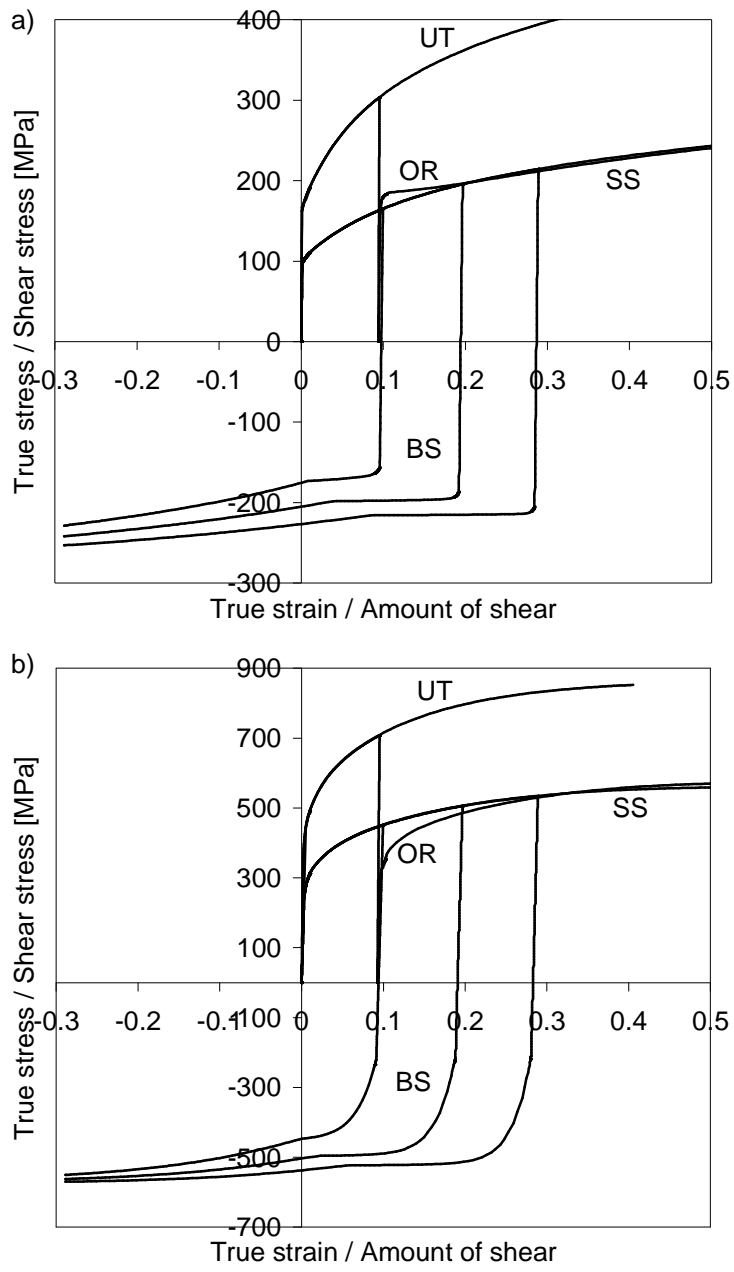 a)
True stress / Shear stress [MPa]
400
300
200
100
0
-100
-200
-300
-0.3 -0.2 -0.1 0 0.1 0.2 0.3 0.4 0.5
UT
OR
SS
BS
True strain / Amount of shear
b)
True stress / Shear stress [MPa]
900
700
500
300
100
-100
-300
-500
-700
-0.3 -0.2 -0.1 0 0.1 0.2 0.3 0.4 0.5
UT
SS
OR
BS
True strain / Amount of shear